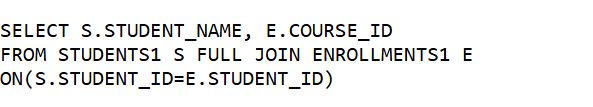 SELECT S.STUDENT_NAME, E.COURSE_ID
FROM STUDENTS1 S FULL JOIN ENROLLMENTS1 E
ON(S.STUDENT_ID=E.STUDENT_ID)